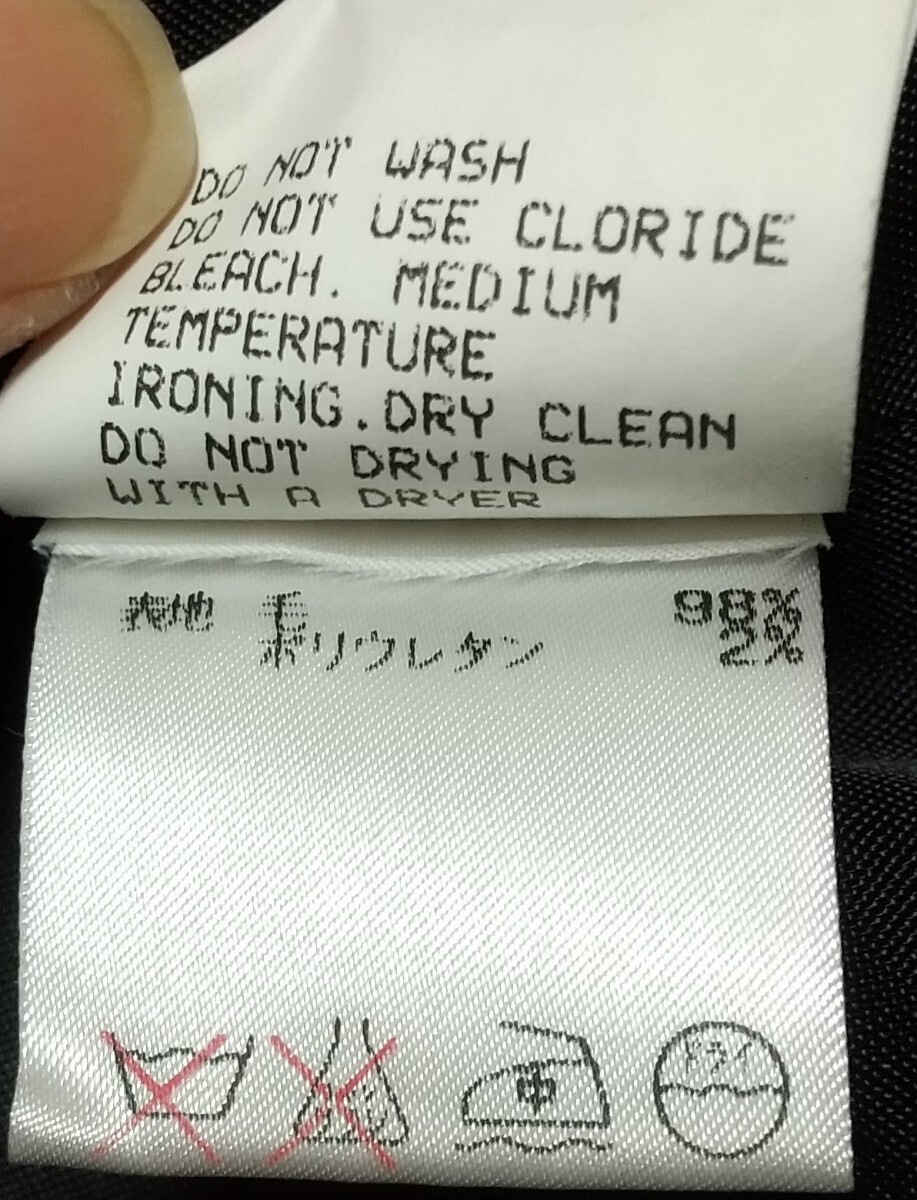 DO NOT WASH
DO NOT USE CLORIDE
BLEACH. MEDIUM
TEMPERATURE
IRONING.DRY CLEAN
DO NOT DRYING
WITH A DRYER
表地 毛 98%
ポリウレタン 2%
中 ドライ